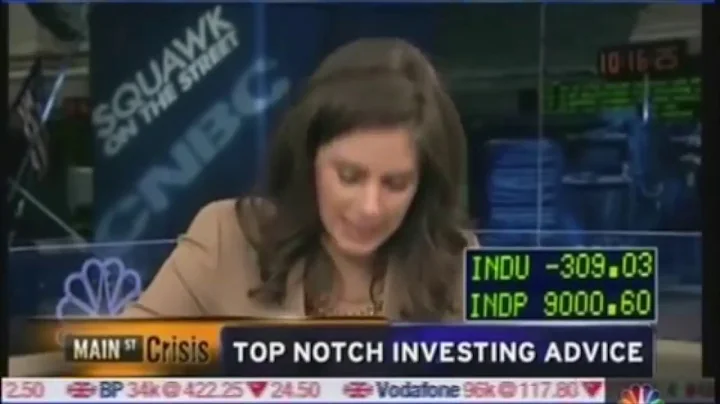 SQUAWK
ON THE STREET
CNBC
10:16:25
INDU -309.03
INDP 9000.60
MAIN ST Crisis
TOP NOTCH INVESTING ADVICE
2.50 BP 34k@422.25▼24.50 Vodafone 96k@117.80▼